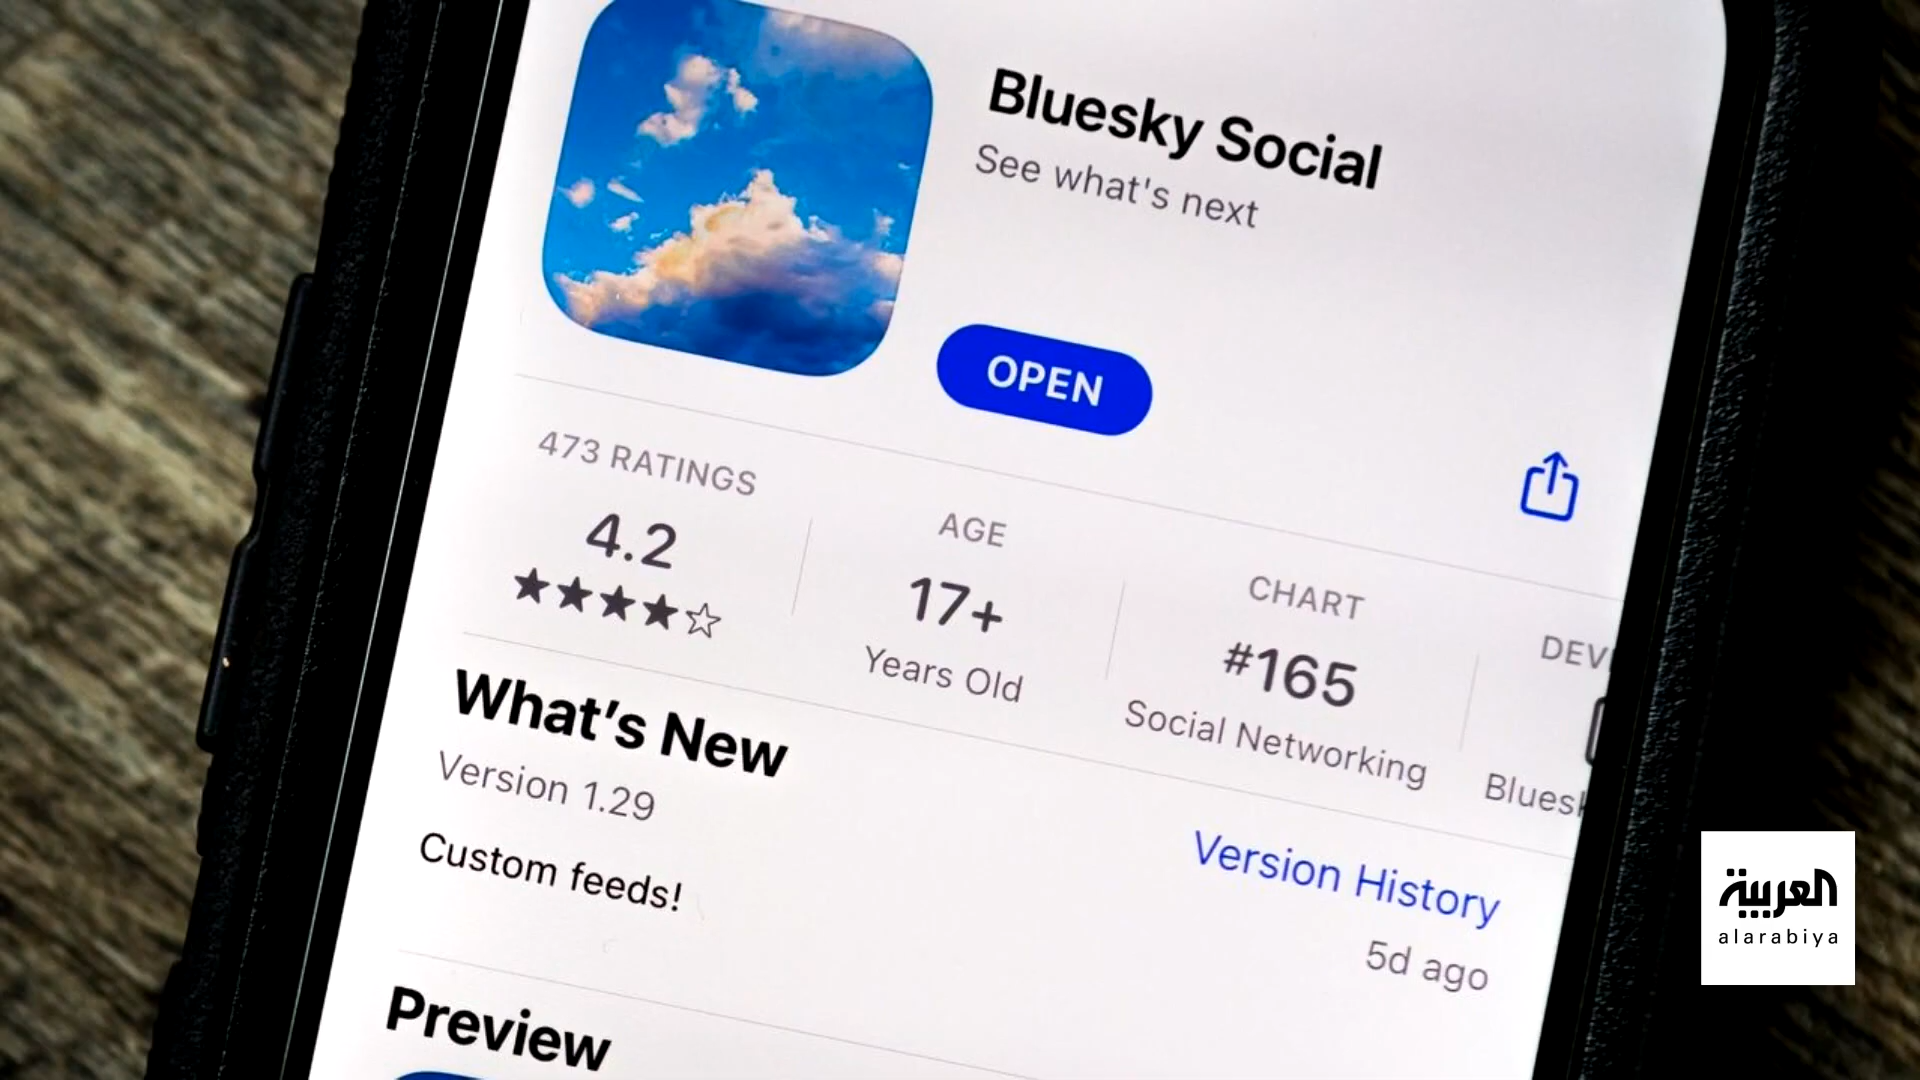 Bluesky Social
See what's next
OPEN
473 RATINGS
4.2
AGE
17+
Years Old
CHART
#165
Social Networking
What's New
Version 1.29
Custom feeds!
Version History
5d ago
Preview
العربية
alarabiya